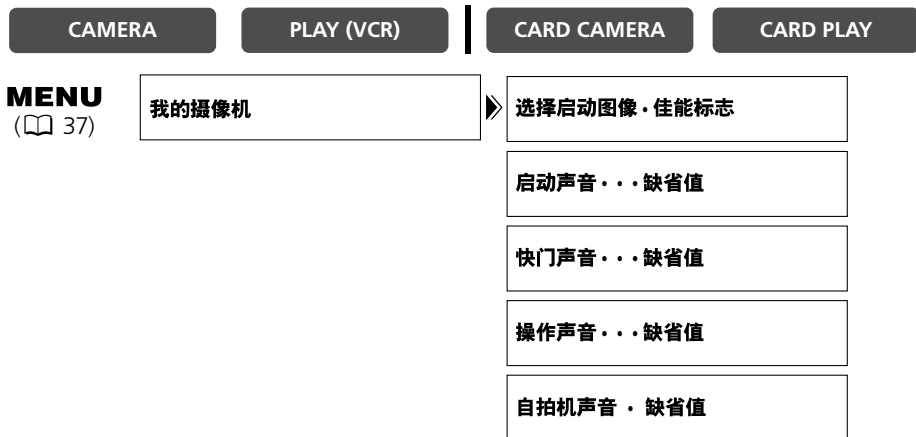 CAMERA PLAY (VCR) CARD CAMERA CARD PLAY
MENU 我的摄像机 选择启动图像·佳能标志
( 37)
启动声音···缺省值
快门声音···缺省值
操作声音···缺省值
自拍机声音 · 缺省值